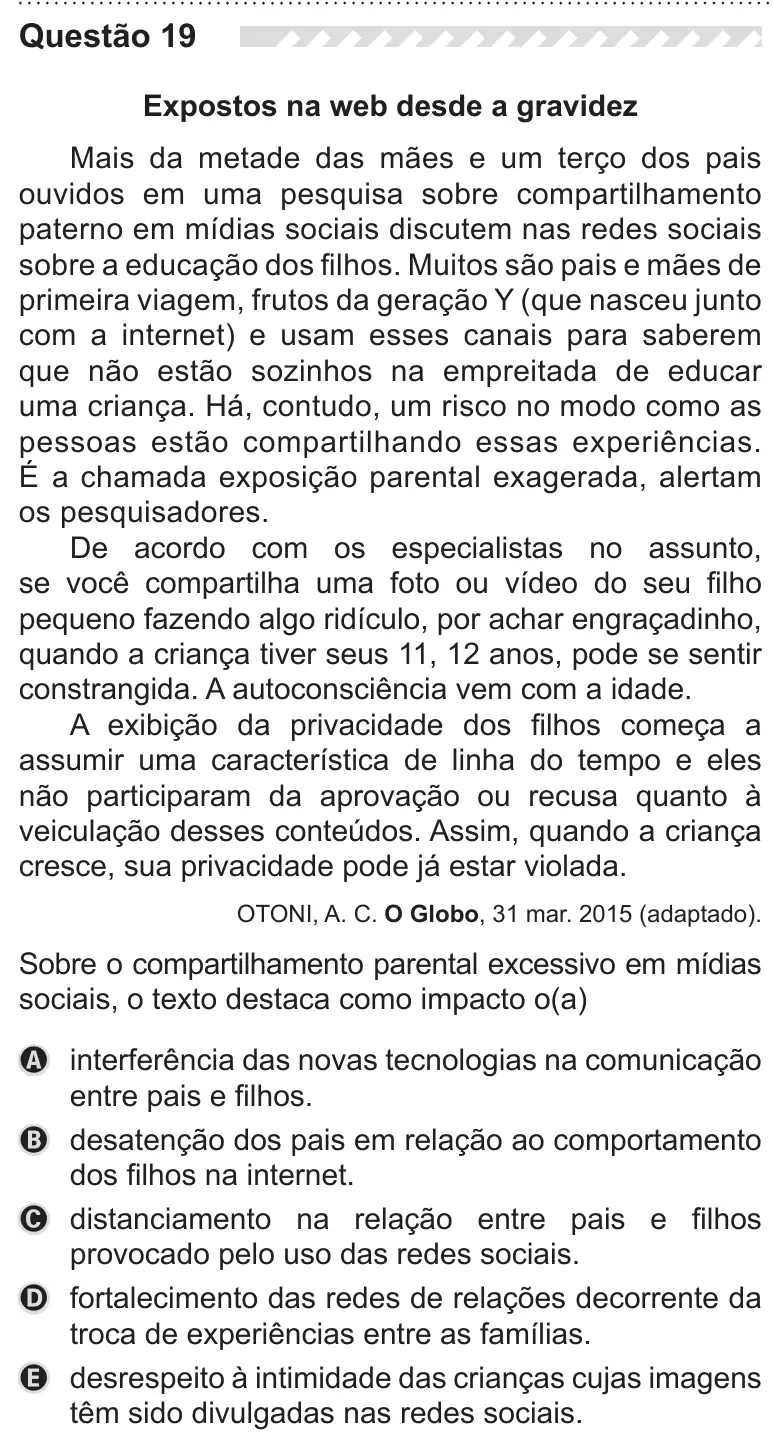 Questão 19
Expostos na web desde a gravidez
Mais da metade das mães e um terço dos pais
ouvidos em uma pesquisa sobre compartilhamento
paterno em mídias sociais discutem nas redes sociais
sobre a educação dos filhos. Muitos são pais e mães de
primeira viagem, frutos da geração Y (que nasceu junto
com a internet) e usam esses canais para saberem
que não estão sozinhos na empreitada de educar
uma criança. Há, contudo, um risco no modo como as
pessoas estão compartilhando essas experiências.
É a chamada exposição parental exagerada, alertam
os pesquisadores.
De acordo com os especialistas no assunto,
se você compartilha uma foto ou vídeo do seu filho
pequeno fazendo algo ridículo, por achar engraçadinho,
quando a criança tiver seus 11, 12 anos, pode se sentir
constrangida. A autoconsciência vem com a idade.
A exibição da privacidade dos filhos começa a
assumir uma característica de linha do tempo e eles
não participaram da aprovação ou recusa quanto à
veiculação desses conteúdos. Assim, quando a criança
cresce, sua privacidade pode já estar violada.
OTONI, A. C. O Globo, 31 mar. 2015 (adaptado).
Sobre o compartilhamento parental excessivo em mídias
sociais, o texto destaca como impacto o(a)
A interferência das novas tecnologias na comunicação
entre pais e filhos.
B desatenção dos pais em relação ao comportamento
dos filhos na internet.
C distanciamento na relação entre pais e filhos
provocado pelo uso das redes sociais.
D fortalecimento das redes de relações decorrente da
troca de experiências entre as famílias.
E desrespeito à intimidade das crianças cujas imagens
têm sido divulgadas nas redes sociais.